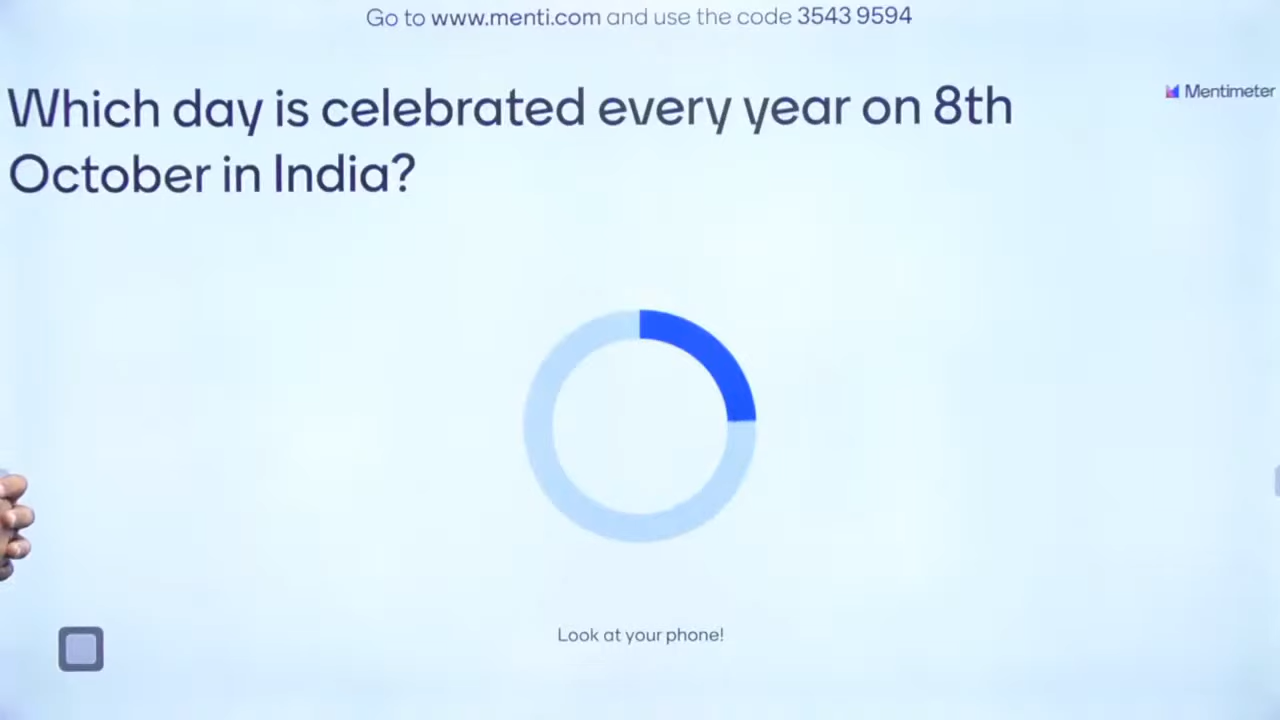 Go to www.menti.com and use the code 3543 9594
Which day is celebrated every year on 8th
October in India?
Mentimeter
Look at your phone!